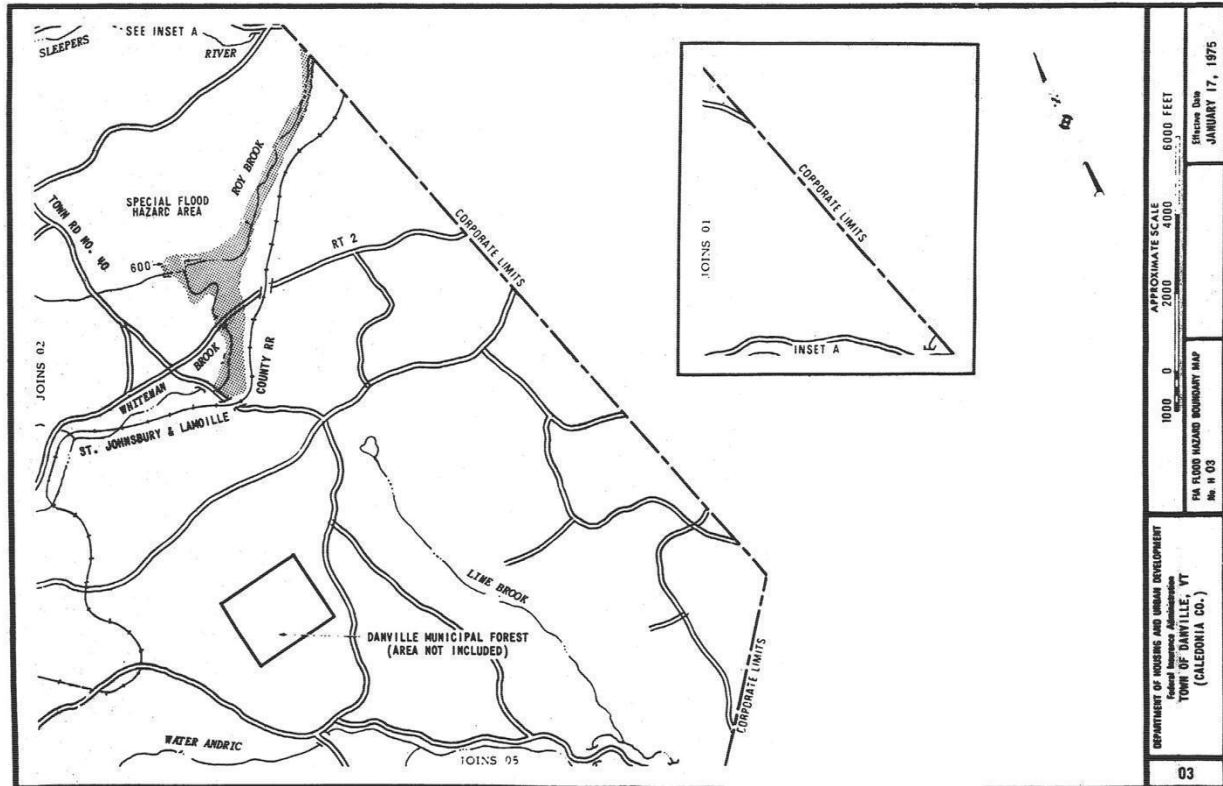 SLEEPERS
SEE INSET A
RIVER
ROY BROOK
SPECIAL FLOOD
HAZARD AREA
TOWN RD NO. 40
600
RT 2
CORPORATE LIMITS
JOINS 02
WHITEMAN BROOK
COUNTY RR
ST. JOHNSBURY & LAMOILLE
LIME BROOK
DANVILLE MUNICIPAL FOREST
(AREA NOT INCLUDED)
CORPORATE LIMITS
WATER ANDRIC
JOINS 05
JOINS 01
CORPORATE LIMITS
INSET A
APPROXIMATE SCALE
1000 0 2000 4000 6000 FEET
Effective Date
JANUARY 17, 1975
FIA FLOOD HAZARD BOUNDARY MAP
No. H 03
DEPARTMENT OF HOUSING AND URBAN DEVELOPMENT
Federal Insurance Administration
TOWN OF DANVILLE, VT
(CALEDONIA CO.)
03